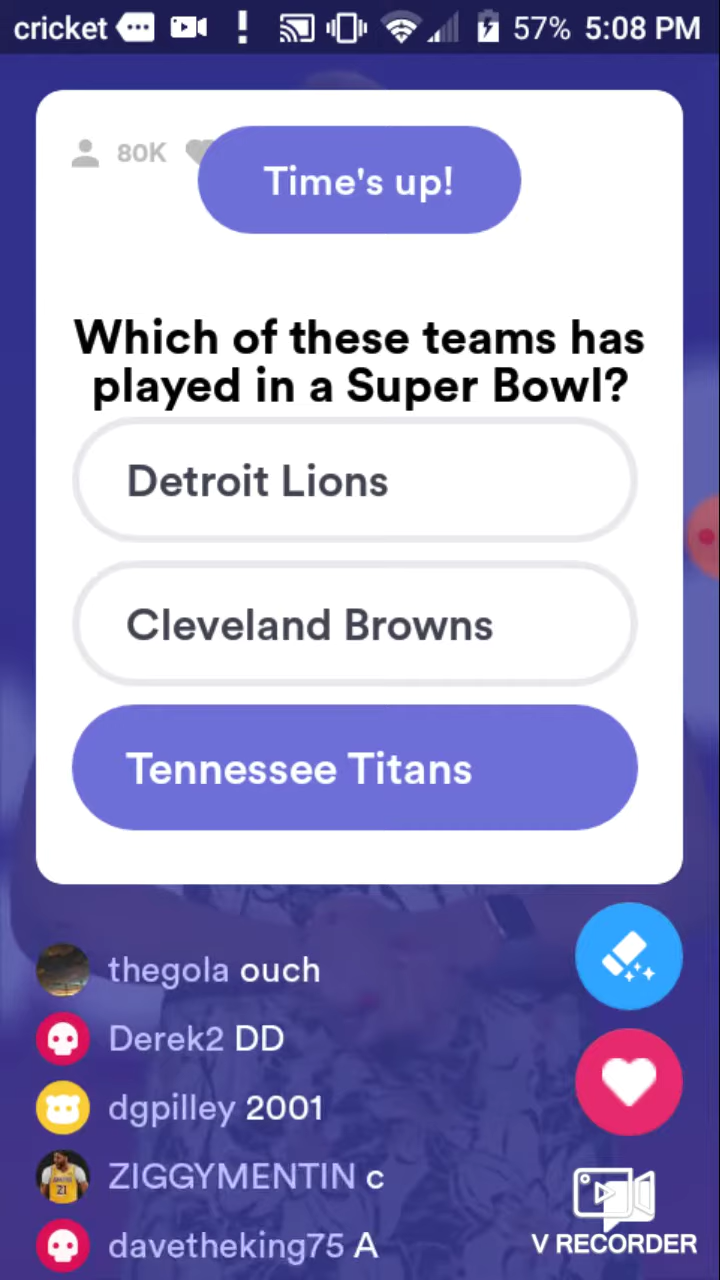 cricket 57% 5:08 PM
80K
Time's up!
Which of these teams has
played in a Super Bowl?
Detroit Lions
Cleveland Browns
Tennessee Titans
thegola ouch
Derek2 DD
dgpilley 2001
ZIGGYMENTIN c
davetheking75 A
V RECORDER